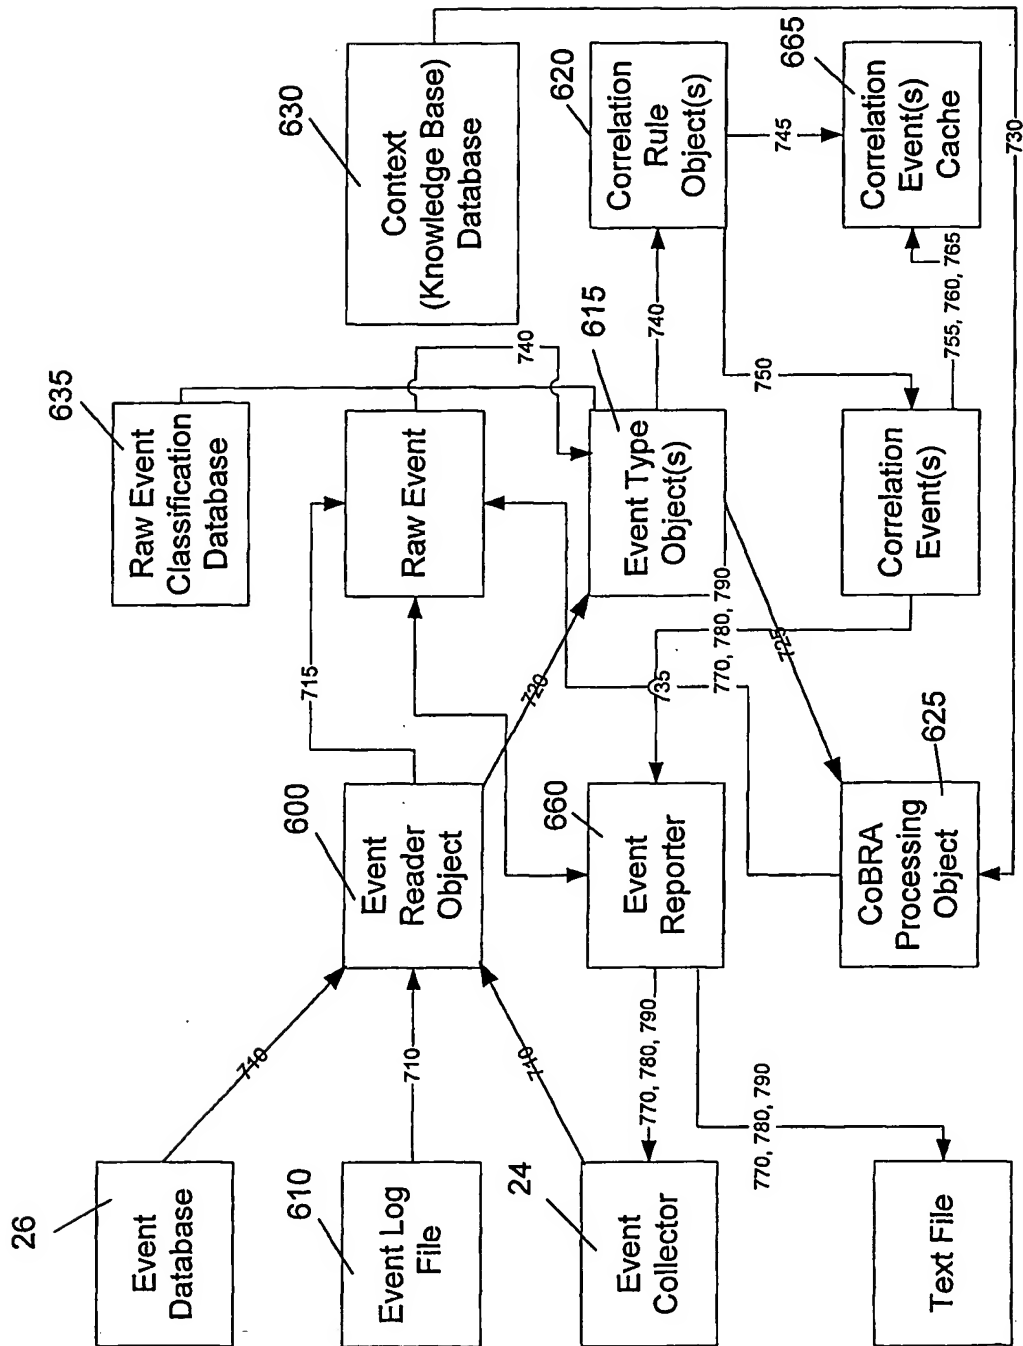 26
Event
Database
610
Event Log
File
24
Event
Collector
Text File
710
710
710
770, 780, 790
770, 780, 790
600
Event
Reader
Object
660
Event
Reporter
625
CoBRA
Processing
Object
715
720
735
770, 780, 790
725
635
Raw Event
Classification
Database
Raw Event
740
615
Event Type
Object(s)
Correlation
Event(s)
630
Context
(Knowledge Base)
Database
740
750
755, 760, 765
620
Correlation
Rule
Object(s)
745
665
Correlation
Event(s)
Cache
730